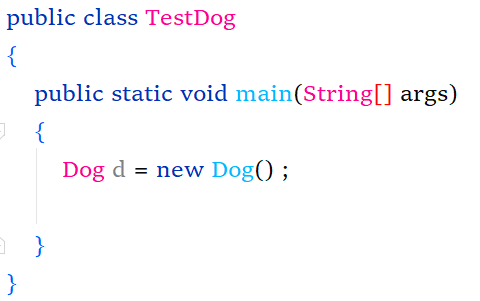 public class TestDog
{
public static void main(String[] args)
{
Dog d = new Dog() ;
}
}